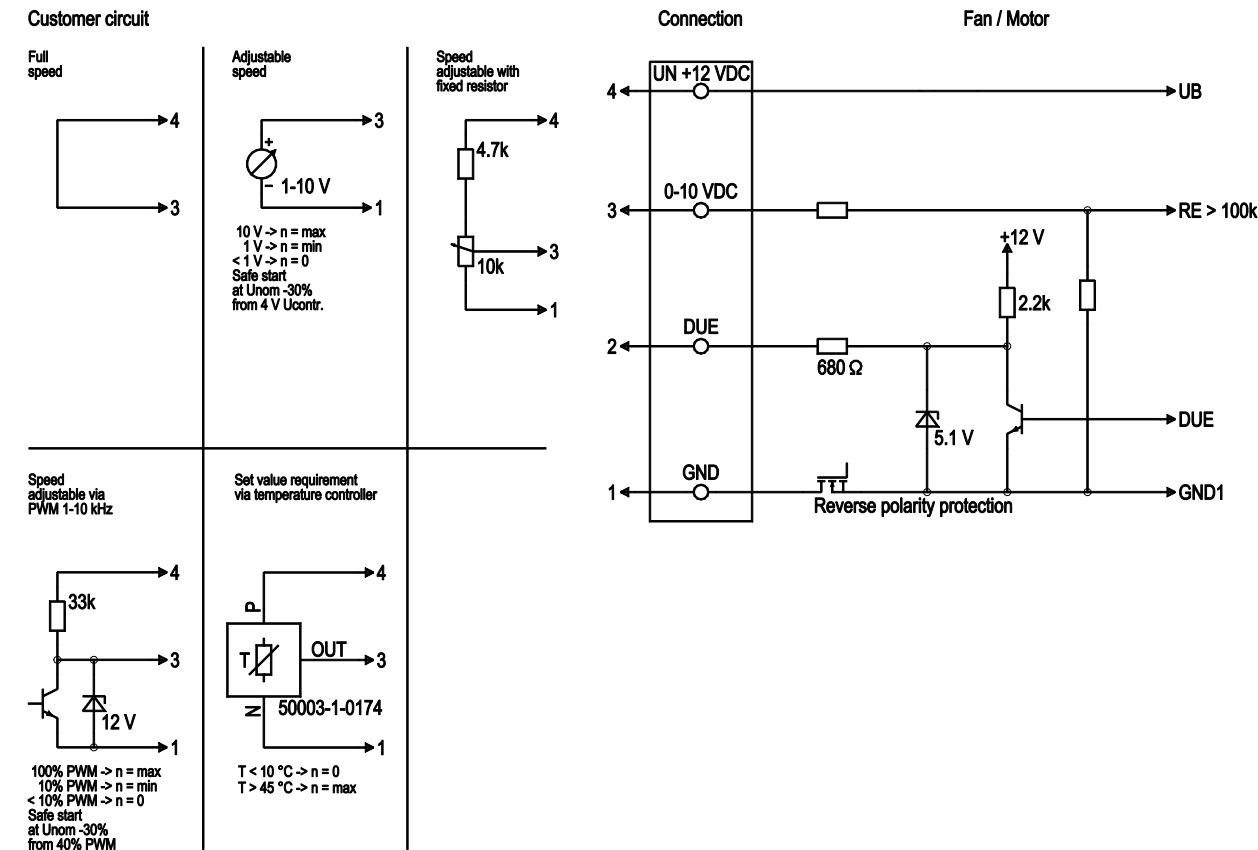 Customer circuit
Connection
Fan / Motor
Full
speed
4
3
Adjustable
speed
3
+
–
1-10 V
1
10 V -> n = max
1 V -> n = min
< 1 V -> n = 0
Safe start
at Unom -30%
from 4 V Ucontr.
Speed
adjustable with
fixed resistor
4
4.7k
3
10k
1
Speed
adjustable via
PWM 1-10 kHz
4
33k
3
12 V
1
100% PWM -> n = max
10% PWM -> n = min
< 10% PWM -> n = 0
Safe start
at Unom -30%
from 40% PWM
Set value requirement
via temperature controller
4
P
T
OUT
3
N
50003-1-0174
1
T < 10 °C -> n = 0
T > 45 °C -> n = max
UN +12 VDC
4
UB
0-10 VDC
3
RE > 100k
+12 V
2.2k
DUE
2
680 Ω
5.1 V
DUE
GND
1
GND1
Reverse polarity protection